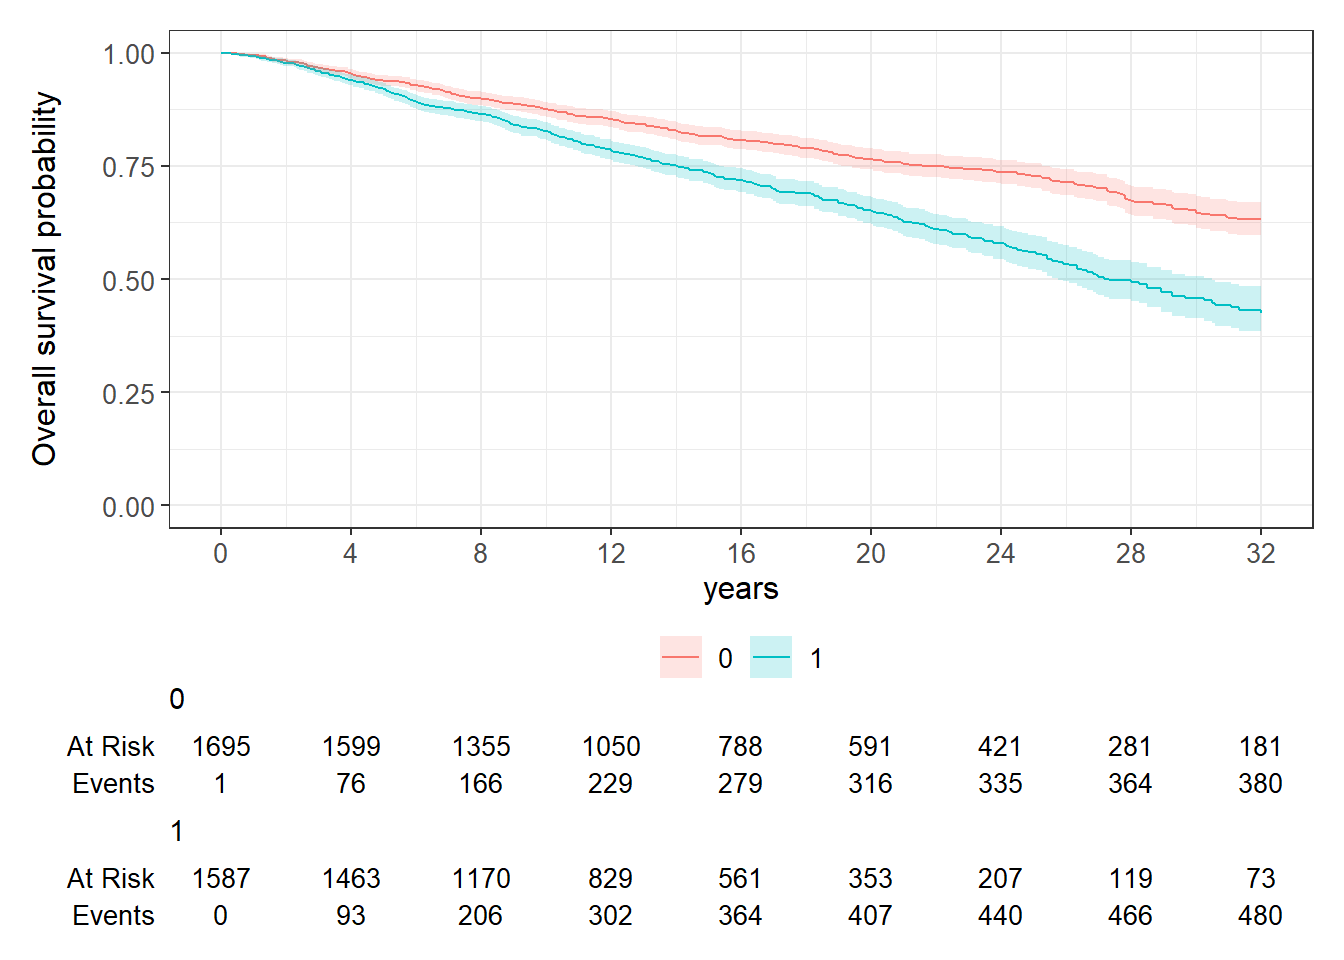 Overall survival probability
1.00
0.75
0.50
0.25
0.00
0 4 8 12 16 20 24 28 32
years
0 1
0
At Risk 1695 1599 1355 1050 788 591 421 281 181
Events 1 76 166 229 279 316 335 364 380
1
At Risk 1587 1463 1170 829 561 353 207 119 73
Events 0 93 206 302 364 407 440 466 480